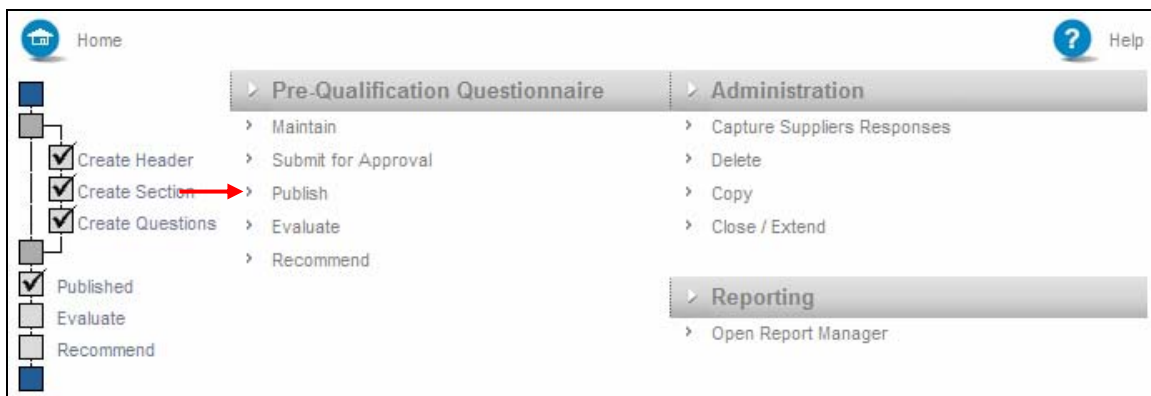 Home
Help
Create Header
Create Section
Create Questions
Published
Evaluate
Recommend
Pre-Qualification Questionnaire
Maintain
Submit for Approval
Publish
Evaluate
Recommend
Administration
Capture Suppliers Responses
Delete
Copy
Close / Extend
Reporting
Open Report Manager